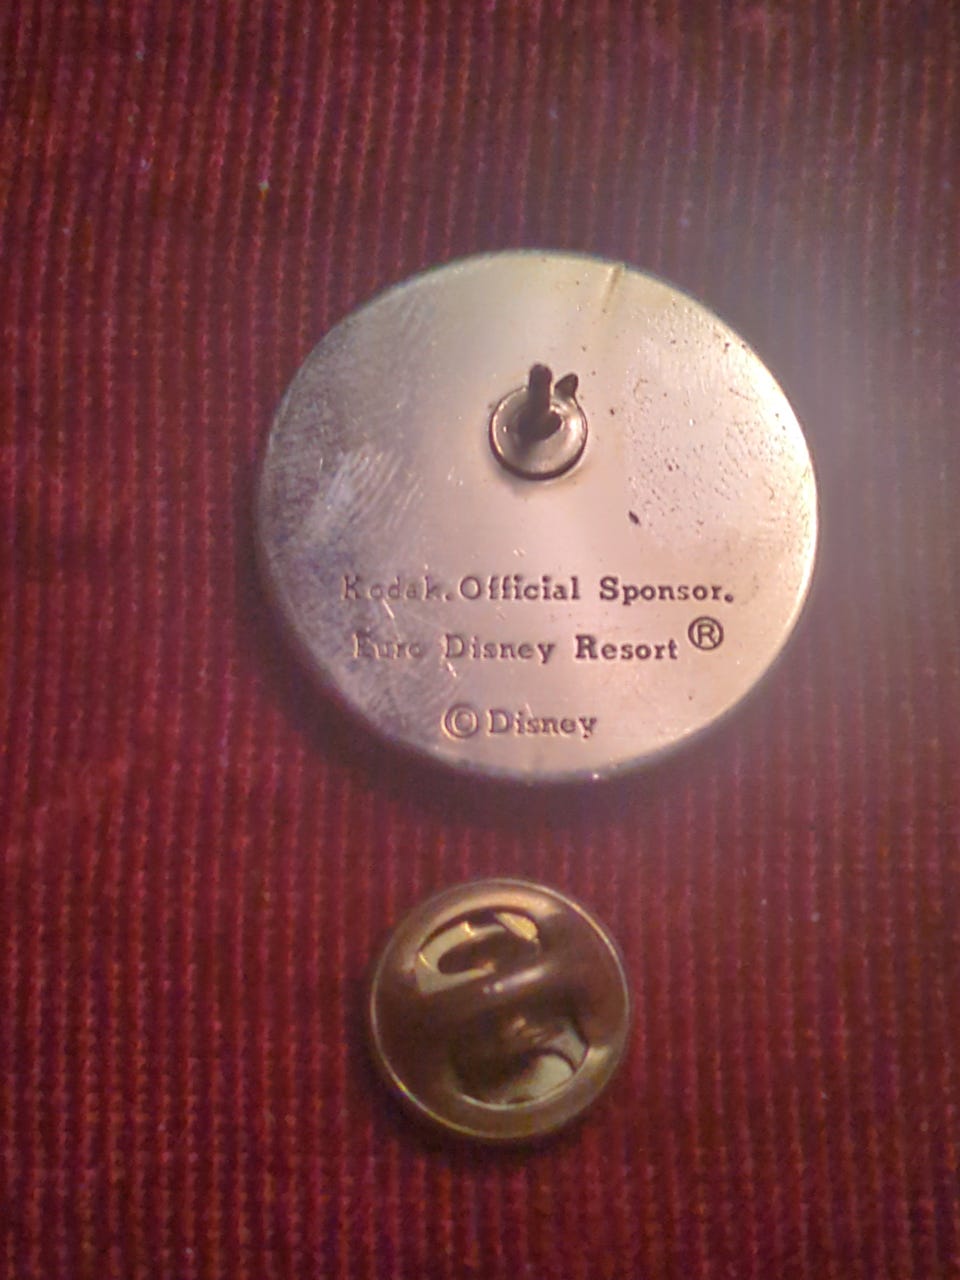 Kodak. Official Sponsor.
Euro Disney Resort ®
© Disney